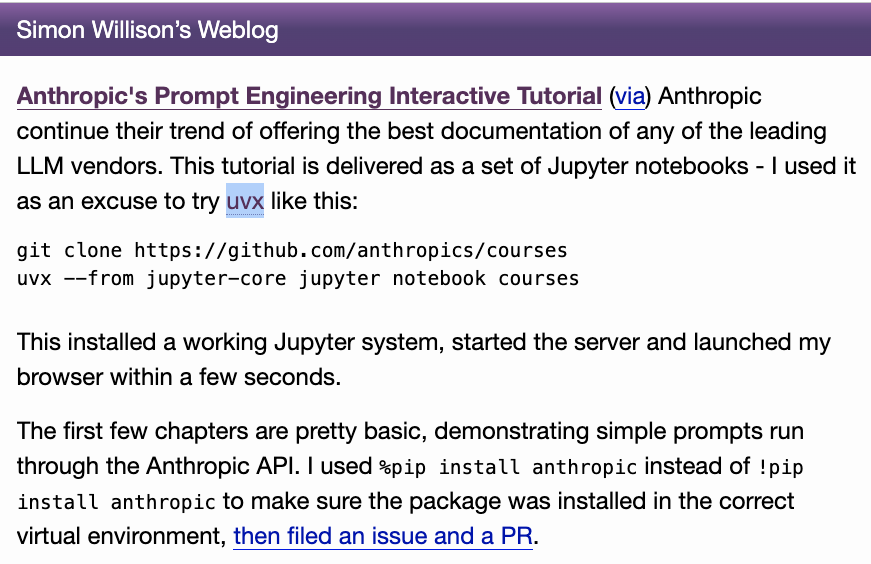 Simon Willison’s Weblog
Anthropic's Prompt Engineering Interactive Tutorial (via) Anthropic
continue their trend of offering the best documentation of any of the leading
LLM vendors. This tutorial is delivered as a set of Jupyter notebooks - I used it
as an excuse to try uvx like this:
git clone https://github.com/anthropics/courses
uvx --from jupyter-core jupyter notebook courses
This installed a working Jupyter system, started the server and launched my
browser within a few seconds.
The first few chapters are pretty basic, demonstrating simple prompts run
through the Anthropic API. I used %pip install anthropic instead of !pip
install anthropic to make sure the package was installed in the correct
virtual environment, then filed an issue and a PR.